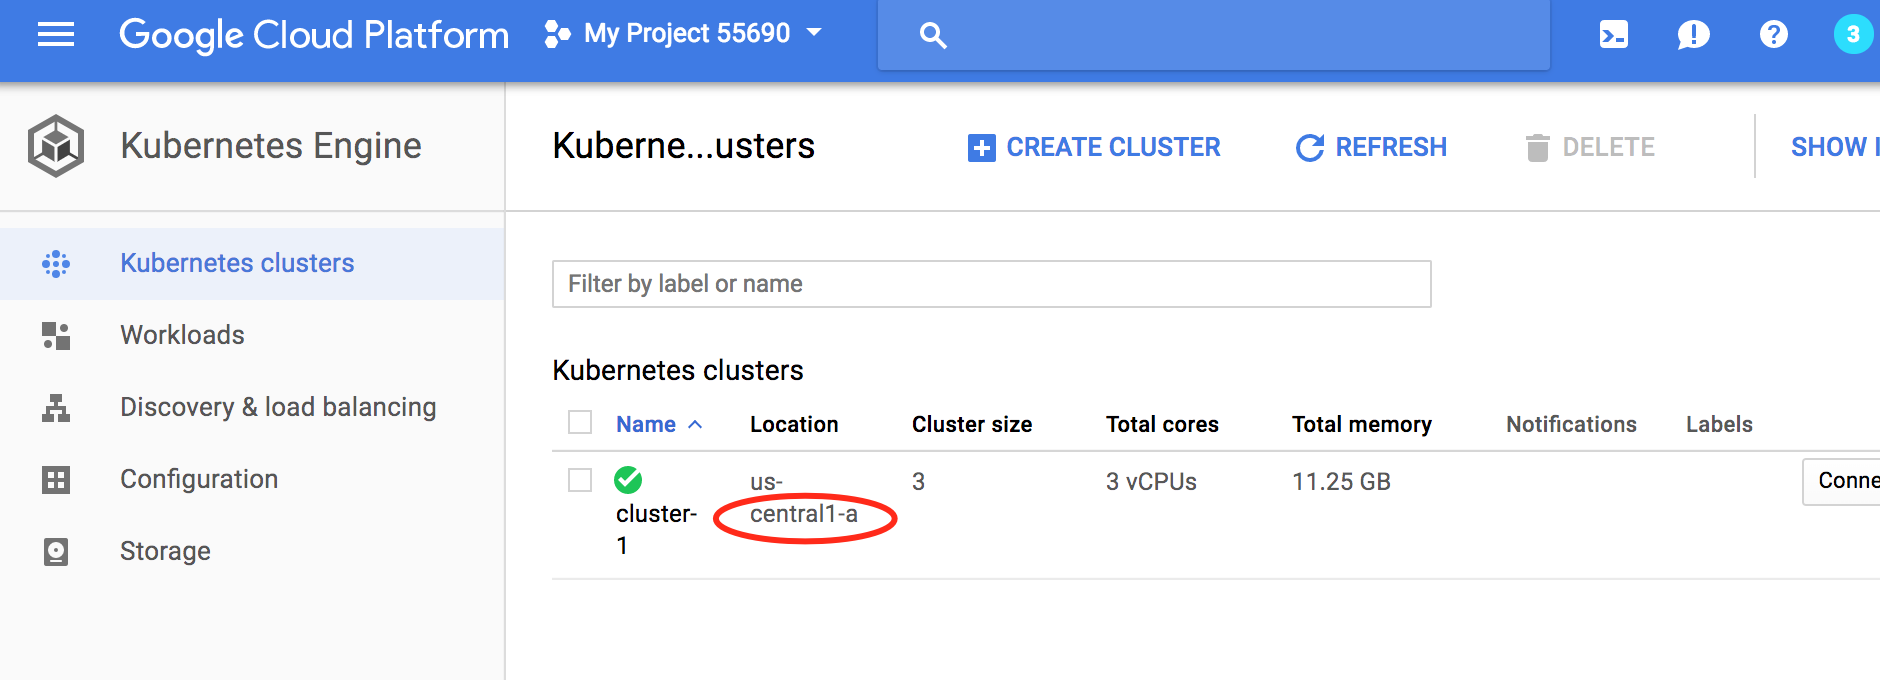 Google Cloud Platform
My Project 55690
3
Kubernetes Engine
Kuberne...usters
CREATE CLUSTER
REFRESH
DELETE
SHOW I
Kubernetes clusters
Workloads
Discovery & load balancing
Configuration
Storage
Filter by label or name
Kubernetes clusters
Name Location Cluster size Total cores Total memory Notifications Labels
us- 3 3 vCPUs 11.25 GB Conne
cluster- central1-a
1